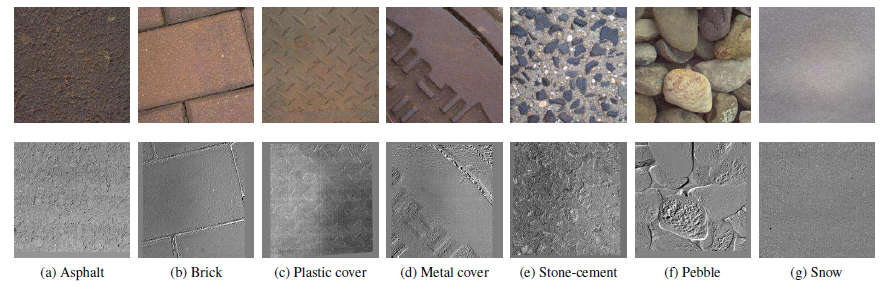 (a) Asphalt (b) Brick (c) Plastic cover (d) Metal cover (e) Stone-cement (f) Pebble (g) Snow